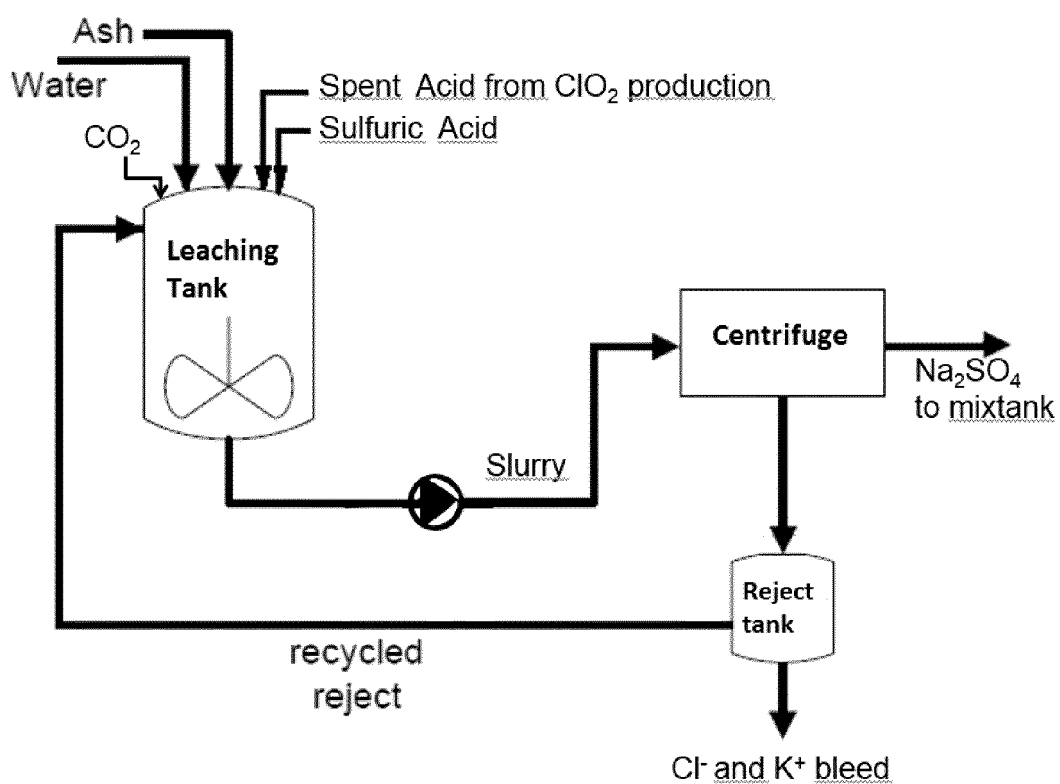 Ash
Water
Spent Acid from ClO₂ production
Sulfuric Acid
CO₂
Leaching
Tank
Centrifuge
Na₂SO₄
to mixtank
Slurry
Reject
tank
recycled
reject
Cl⁻ and K⁺ bleed